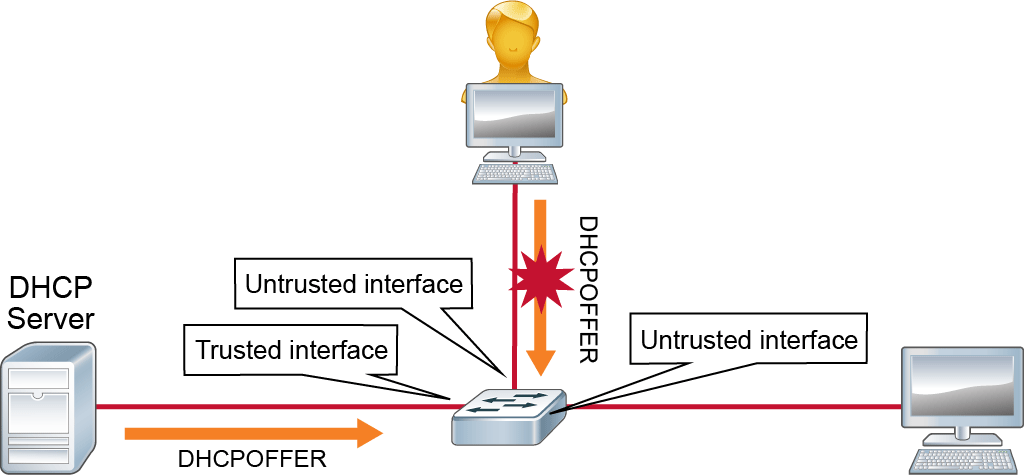 DHCPOFFER
Untrusted interface
DHCP
Server
Trusted interface
Untrusted interface
DHCPOFFER